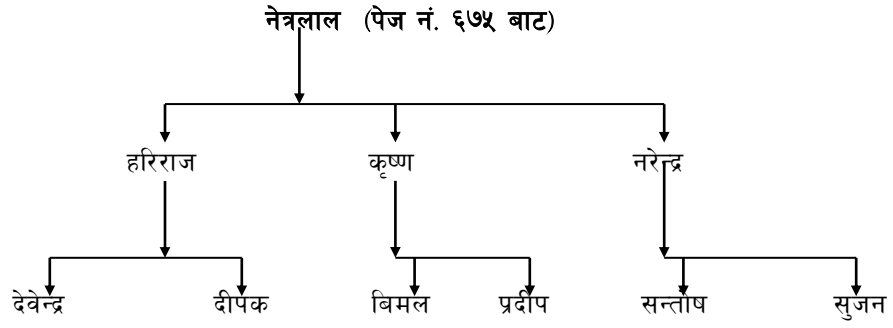 नेत्रलाल (पेज नं. ६७५ बाट)
हरिराज कृष्ण नरेन्द्र
देवेन्द्र दीपक बिमल प्रदीप सन्तोष सुजन